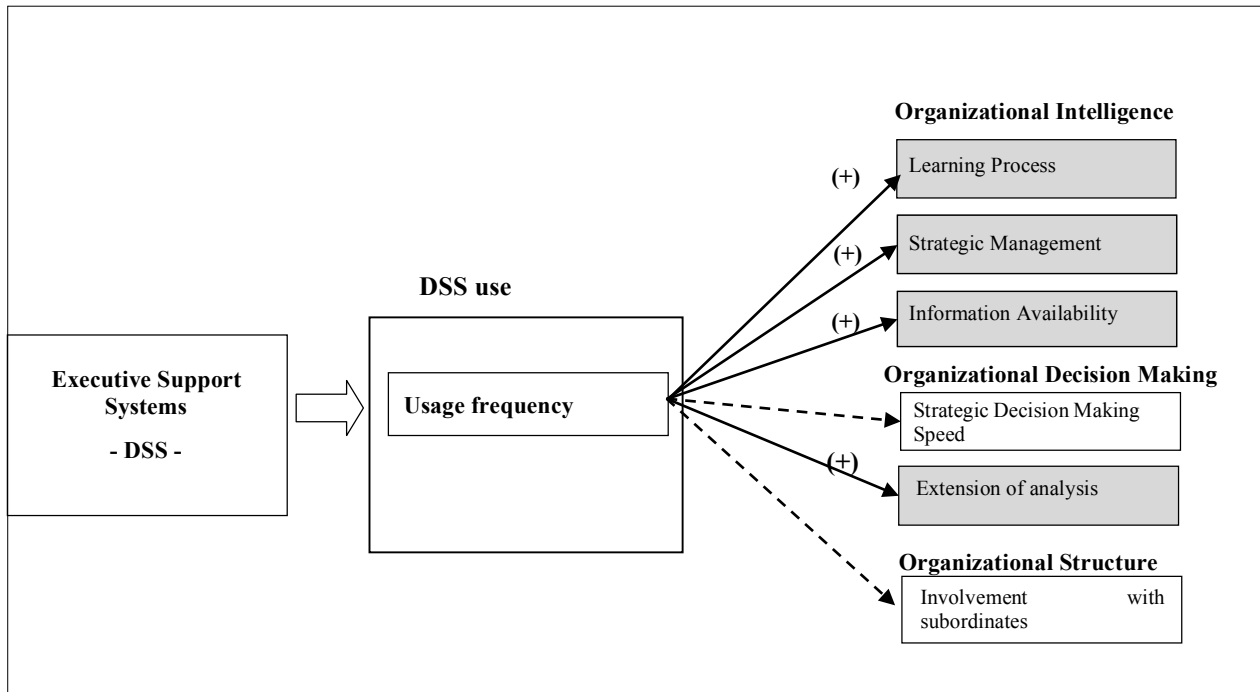 Organizational Intelligence
(+)
Learning Process
(+)
Strategic Management
DSS use
(+)
Information Availability
Executive Support
Systems
- DSS -
Usage frequency
Organizational Decision Making
Strategic Decision Making
Speed
(+)
Extension of analysis
Organizational Structure
Involvement with
subordinates